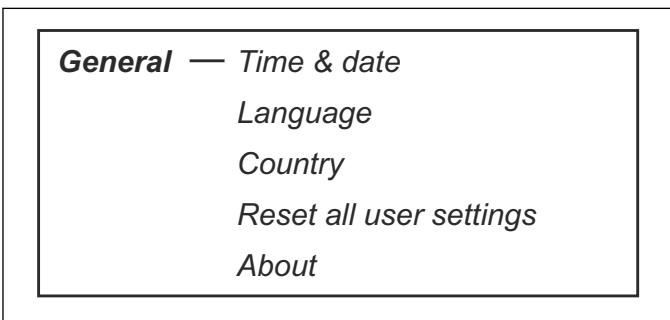 General — Time & date
Language
Country
Reset all user settings
About